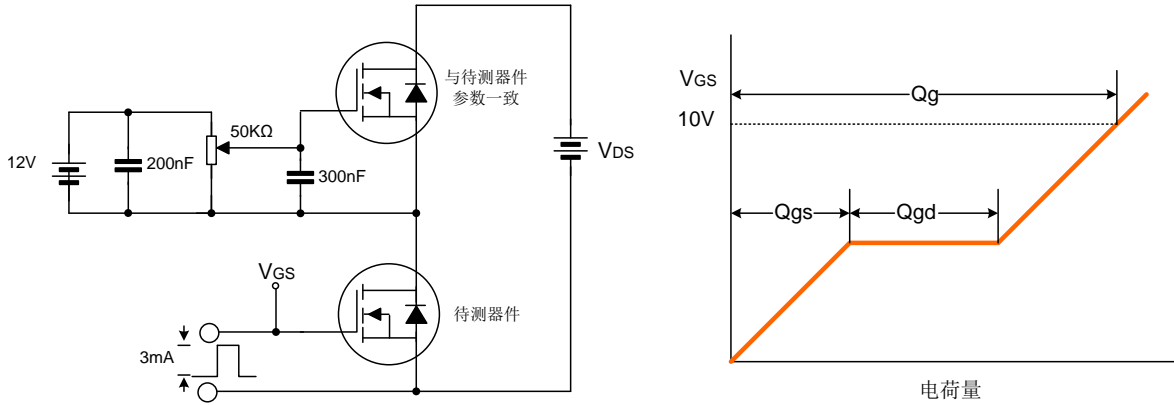 与待测器件
参数一致
12V
200nF
50KΩ
300nF
VDS
VGS
待测器件
3mA
VGS
10V
Qg
Qgs
Qgd
电荷量